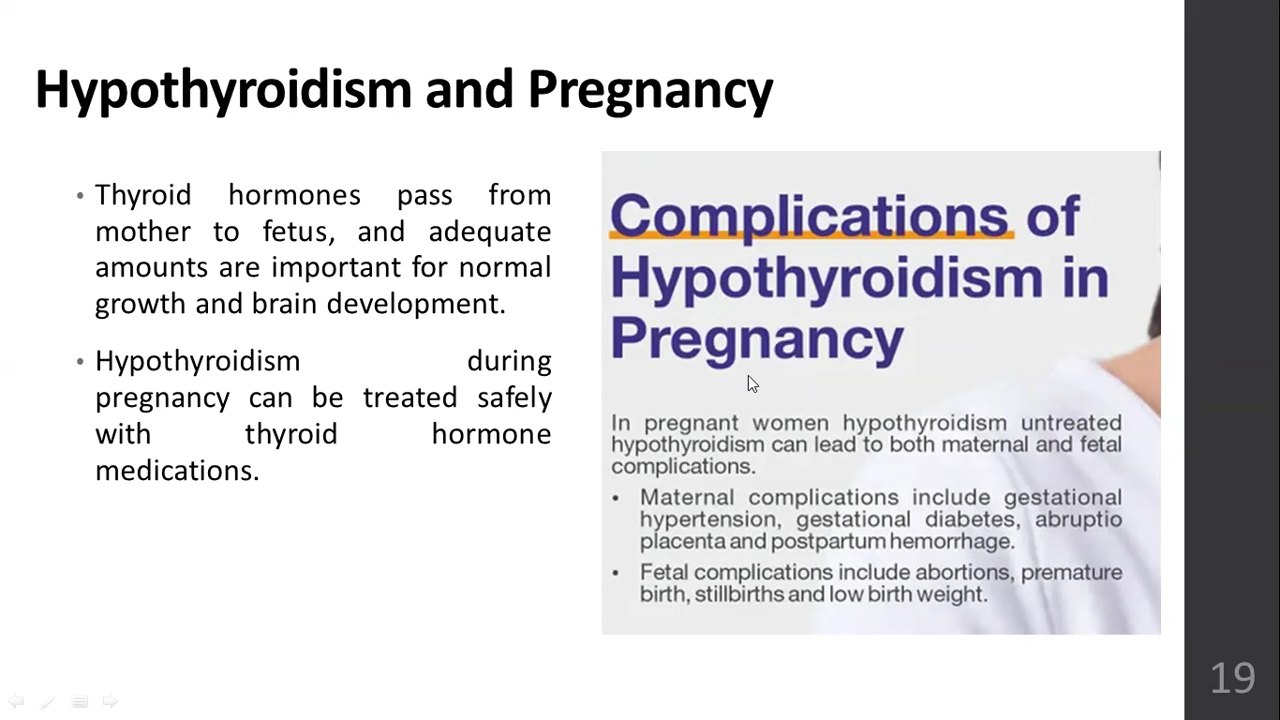 Hypothyroidism and Pregnancy
• Thyroid hormones pass from
mother to fetus, and adequate
amounts are important for normal
growth and brain development.
• Hypothyroidism during
pregnancy can be treated safely
with thyroid hormone
medications.
Complications of
Hypothyroidism in
Pregnancy
In pregnant women hypothyroidism untreated
hypothyroidism can lead to both maternal and fetal
complications.
• Maternal complications include gestational
hypertension, gestational diabetes, abruptio
placenta and postpartum hemorrhage.
• Fetal complications include abortions, premature
birth, stillbirths and low birth weight.
19